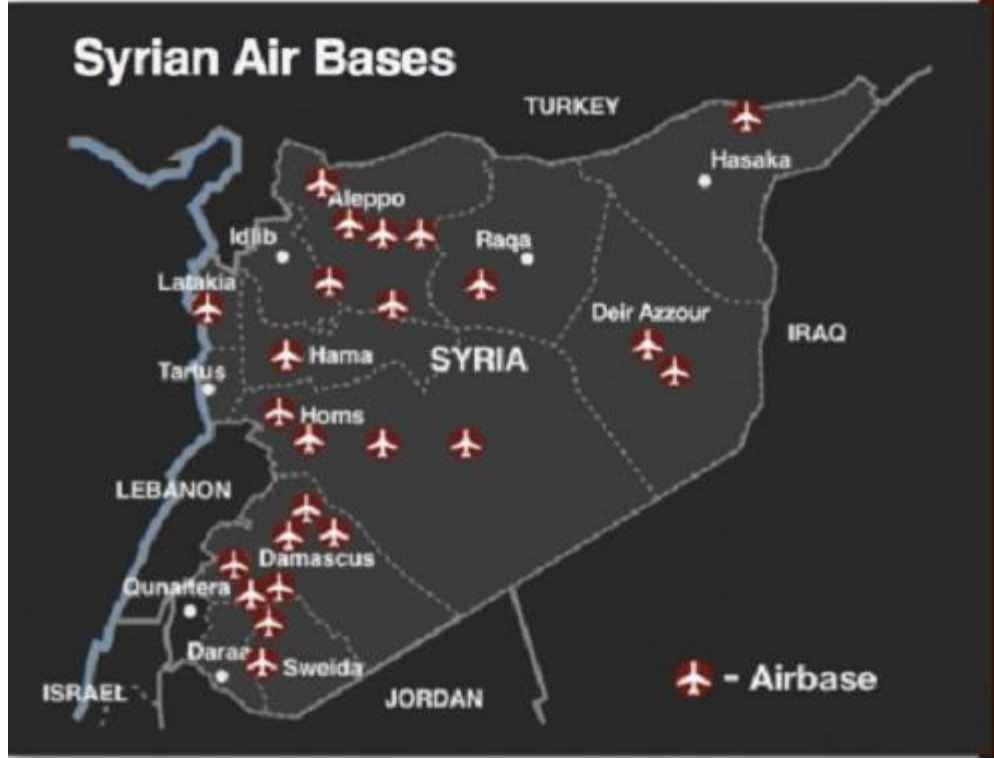 Syrian Air Bases
TURKEY
Hasaka
Aleppo
Idlib
Raqa
Latakia
Deir Azzour
IRAQ
Hama
SYRIA
Tartus
Homs
LEBANON
Damascus
Qunaitera
Daraa
Sweida
ISRAEL
JORDAN
- Airbase